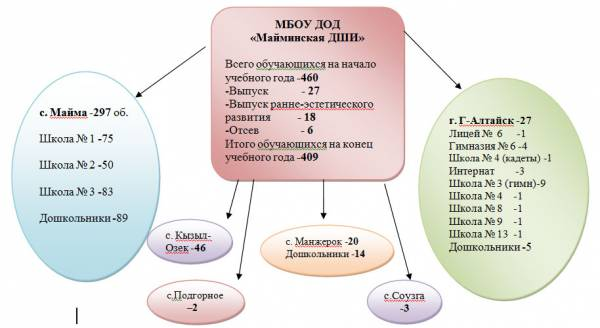 МБОУ ДОД
«Майминская ДШИ»
Всего обучающихся на начало
учебного года -460
-Выпуск - 27
-Выпуск ранне-эстетического
развития - 18
-Отсев - 6
Итого обучающихся на конец
учебного года -409
с. Майма -297 об.
Школа № 1 -75
Школа № 2 -50
Школа № 3 -83
Дошкольники -89
г. Г-Алтайск -27
Лицей № 6 -1
Гимназия № 6 -4
Школа № 4 (кадеты) -1
Интернат -3
Школа № 3 (гимн)-9
Школа № 4 -1
Школа № 8 -1
Школа № 9 -1
Школа № 13 -1
Дошкольники -5
с. Кызыл-
Озек -46
с. Манжерок -20
Дошкольники -14
с.Подгорное
–2
с.Соузга
-3